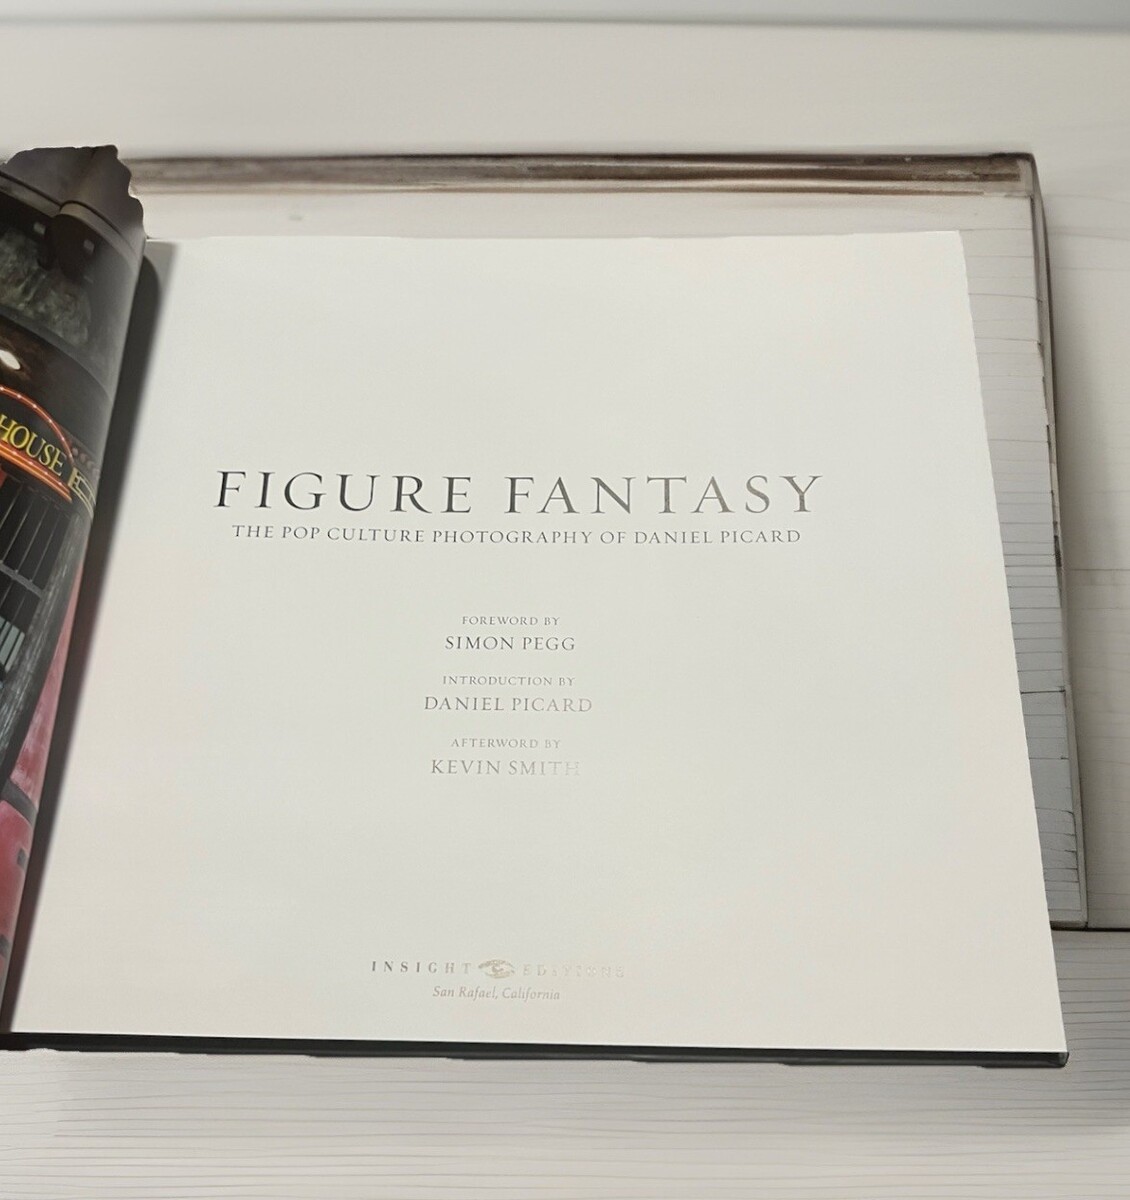 HOUSE
FIGURE FANTASY
THE POP CULTURE PHOTOGRAPHY OF DANIEL PICARD
FOREWORD BY
SIMON PEGG
INTRODUCTION BY
DANIEL PICARD
AFTERWORD BY
KEVIN SMITH
INSIGHT EDITIONS
San Rafael, California